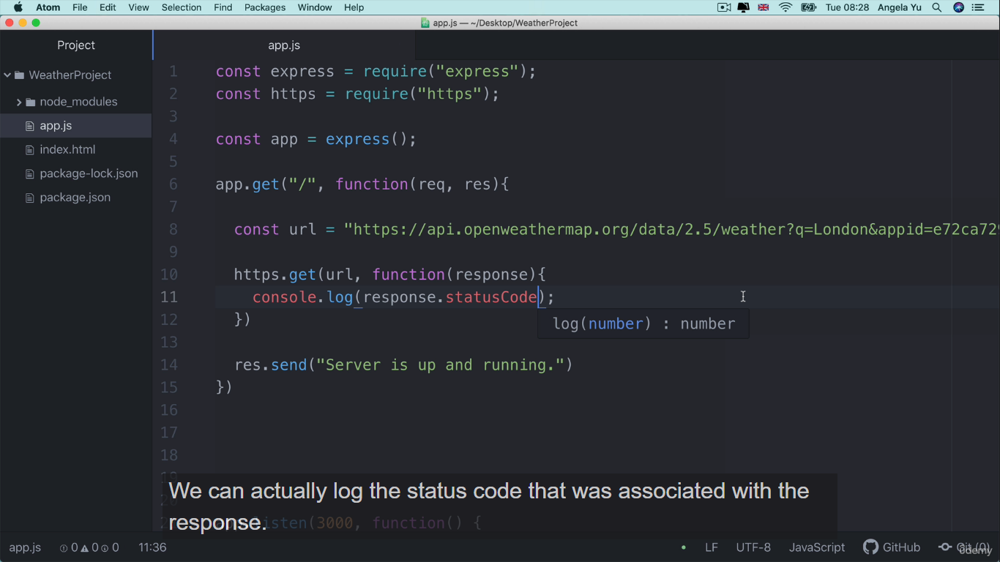 Atom File Edit View Selection Find Packages Window Help Tue 08:28 Angela Yu
app.js — ~/Desktop/WeatherProject
Project
app.js
WeatherProject
node_modules
app.js
index.html
package-lock.json
package.json
1 const express = require("express");
2 const https = require("https");
3
4 const app = express();
5
6 app.get("/", function(req, res){
7
8 const url = "https://api.openweathermap.org/data/2.5/weather?q=London&appid=e72ca729
9
10 https.get(url, function(response){
11 console.log(response.statusCode);
log(number) : number
12 })
13
14 res.send("Server is up and running.")
15 })
16
17
18
19
We can actually log the status code that was associated with the
response.
listen(3000, function() {
app.js 0 0 0 11:36 LF UTF-8 JavaScript GitHub Git (0)
ûdemy